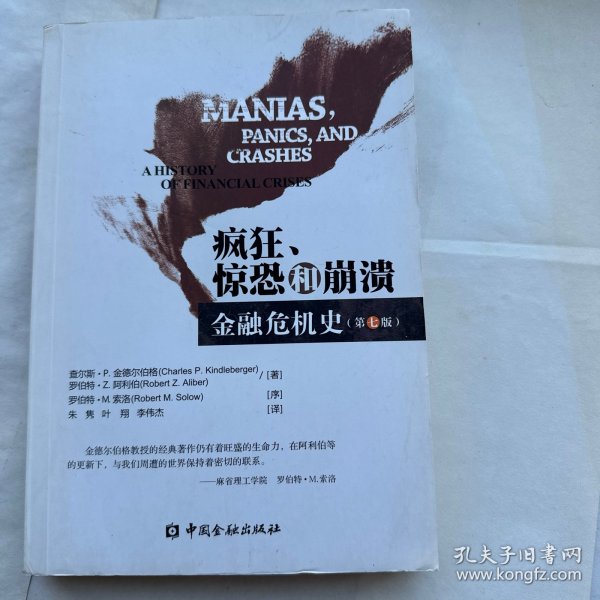 MANIAS,
PANICS, AND
CRASHES
A HISTORY
OF FINANCIAL CRISES
疯狂、
惊恐和崩溃
金融危机史(第七版)
查尔斯·P. 金德尔伯格(Charles P. Kindleberger)
罗伯特·Z. 阿利伯(Robert Z. Aliber)
/ [著]
罗伯特·M. 索洛(Robert M. Solow) [序]
朱 隽 叶 翔 李伟杰 [译]
金德尔伯格教授的经典著作仍有着旺盛的生命力，在阿利伯等
的更新下，与我们周遭的世界保持着密切的联系。
——麻省理工学院 罗伯特·M.索洛
中国金融出版社
孔夫子旧书网
www.kongfz.com